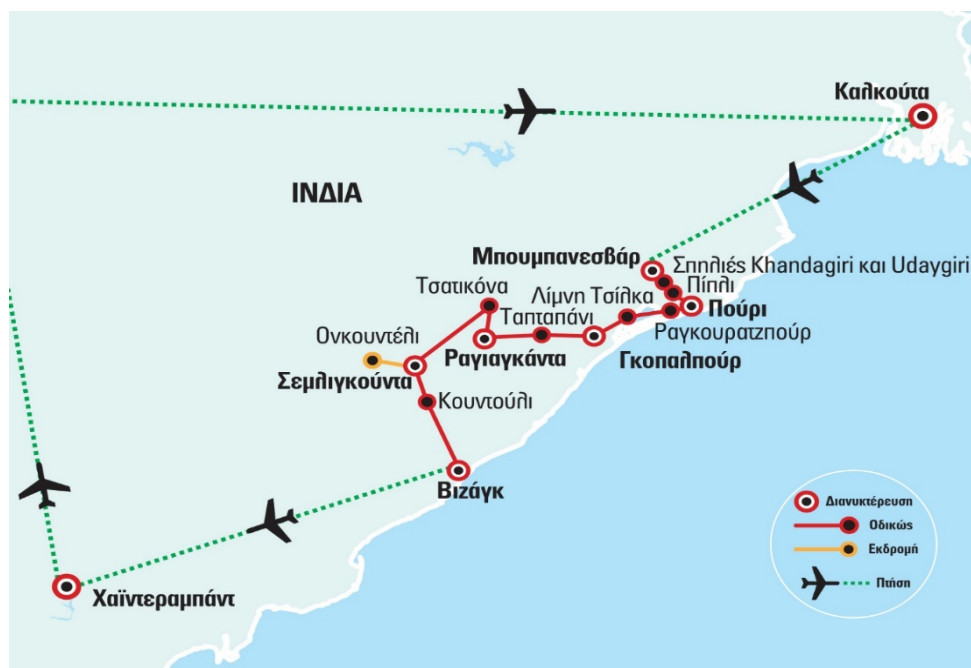 Καλκούτα
ΙΝΔΙΑ
Μπουμπανεσβάρ
Σπηλιές Khandagiri και Udaygiri
Τσατικόνα
Λίμνη Τσίλκα
Πίπλι
Ταπταπάνι
Πούρι
Ονκουντέλι
Ραγιαγκάντα
Ραγκουρατζπούρ
Γκοπαλπούρ
Σεμλιγκούντα
Κουντούλι
Βιζάγκ
Χαϊντεραμπάντ
Διανυκτέρευση
Οδικώς
Εκδρομή
Πτήση